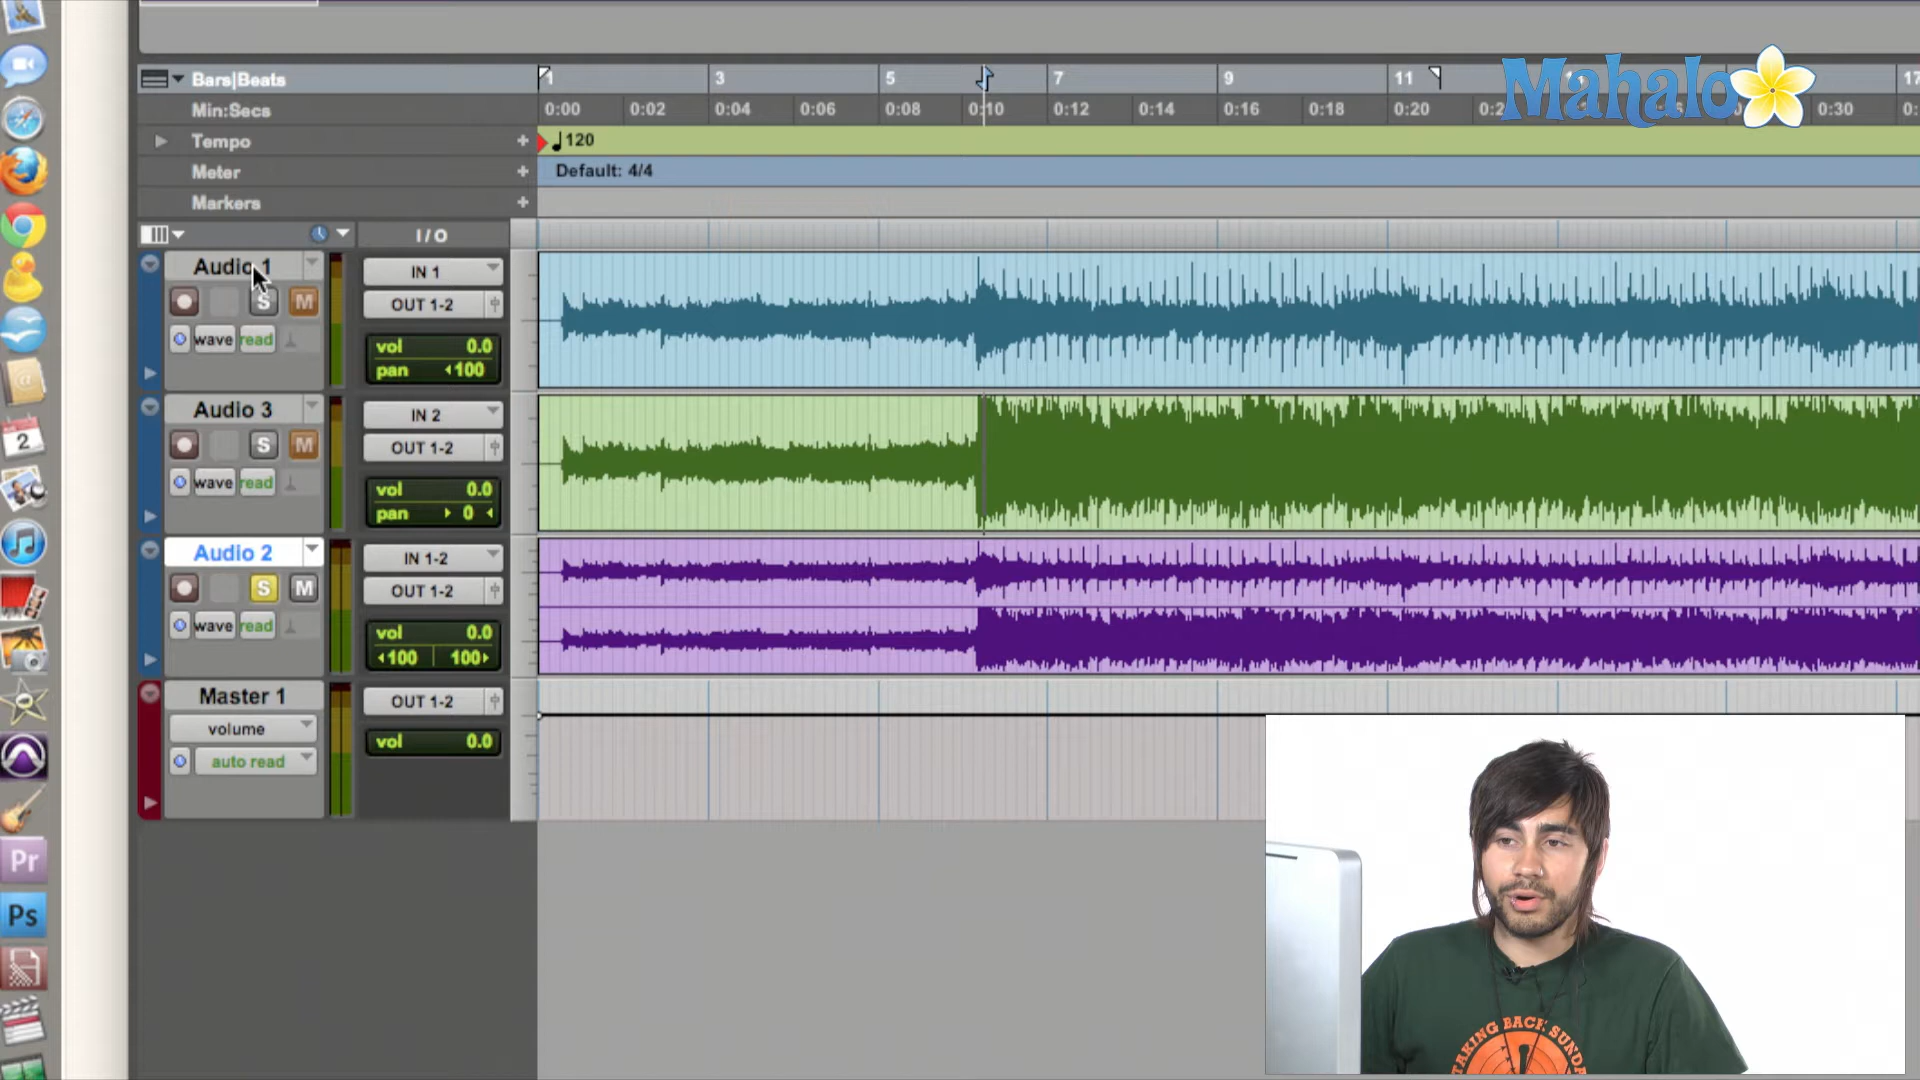 Bars|Beats
1 3 5 7 9 11 17
Mahalo
Min:Secs
0:00 0:02 0:04 0:06 0:08 0:10 0:12 0:14 0:16 0:18 0:20 0:30
Tempo
120
Meter
Default: 4/4
Markers
I / O
Audio 1
IN 1
S M
OUT 1-2
wave read
vol 0.0
pan 100
Audio 3
IN 2
S M
OUT 1-2
wave read
vol 0.0
pan 0
Audio 2
IN 1-2
S M
OUT 1-2
wave read
vol 0.0
100 100
Master 1
OUT 1-2
volume
vol 0.0
auto read
2
Pr
Ps
TAKING BACK SUNDA